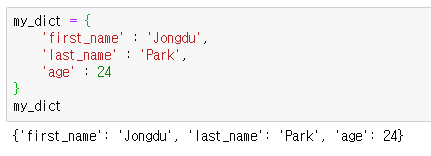 my_dict = {
    'first_name' : 'Jongdu',
    'last_name' : 'Park',
    'age' : 24
}
my_dict
{'first_name': 'Jongdu', 'last_name': 'Park', 'age': 24}